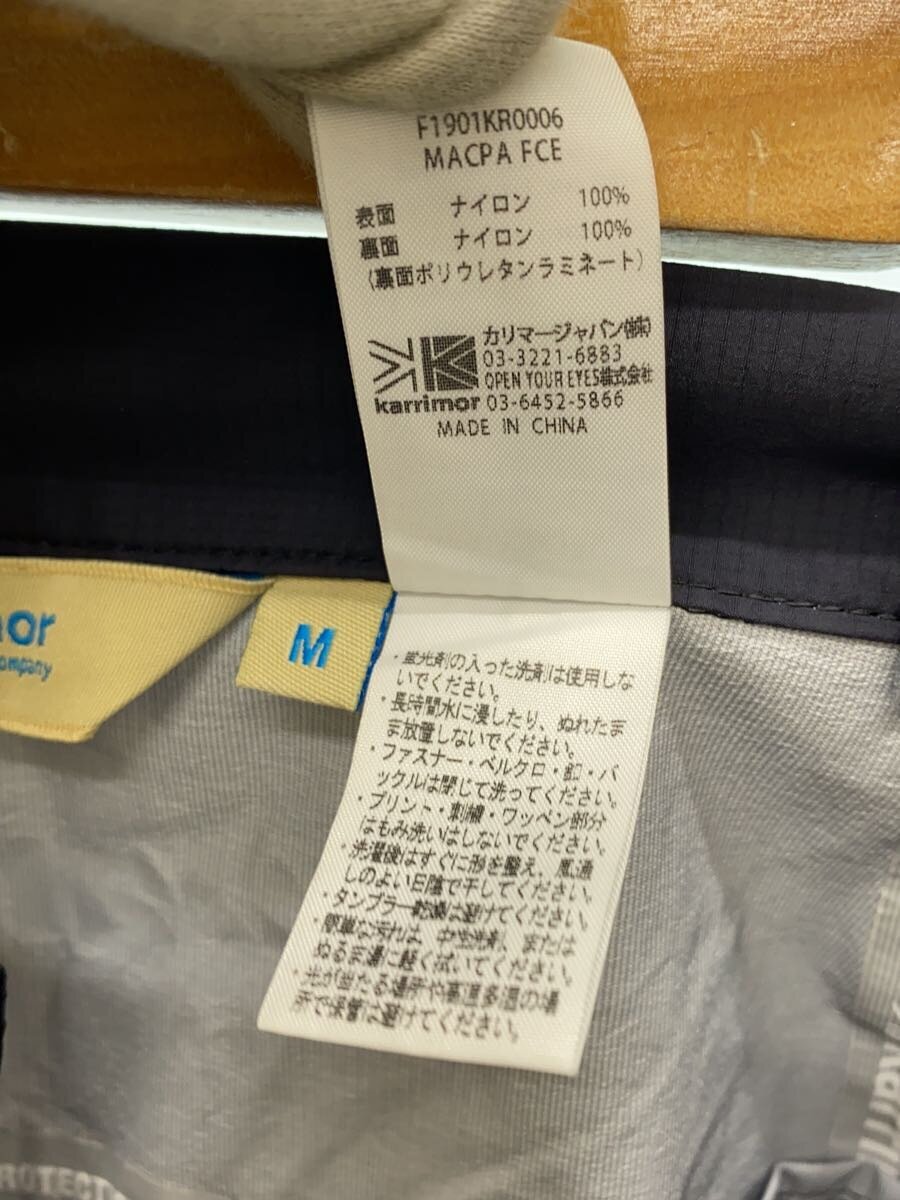 F1901KR0006
MACPA FCE
表面 ナイロン 100%
裏面 ナイロン 100%
(裏面ポリウレタンラミネート)
カリマージャパン(株)
03-3221-6883
OPEN YOUR EYES株式会社
karrimor 03-6452-5866
MADE IN CHINA
or
company
M
・蛍光剤の入った洗剤は使用しな
いでください。
・長時間水に浸したり、ぬれたま
ま放置しないでください。
・ファスナー・ベルクロ・釦・バ
ックルは閉じて洗ってください。
・プリント・刺繍・ワッペン部分
はもみ洗いはしないでください。
・洗濯後はすぐに形を整え、風通
しのよい日陰で干してください。
・タンブラー乾燥は避けてください。
・簡単な汚れは、中性洗剤、または
ぬるま湯に軽く拭いてください。
・光が当たる場所や高温多湿の場
所で保管は避けてください。
ROTECT